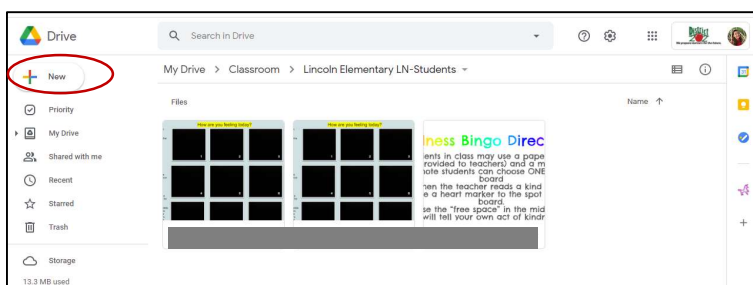 Drive
Search in Drive
New
My Drive > Classroom > Lincoln Elementary LN-Students
Priority
My Drive
Shared with me
Recent
Starred
Trash
Storage
13.3 MB used
Files
Name ↑
How are you feeling today?
How are you feeling today?
ness Bingo Direc
ents in class may use a pape
rovided to teachers) and a m
ote students can choose ONE
board
hen the teacher reads a kind
e a heart marker to the spot
board.
se the "free space" in the mid
will tell your own act of kindr